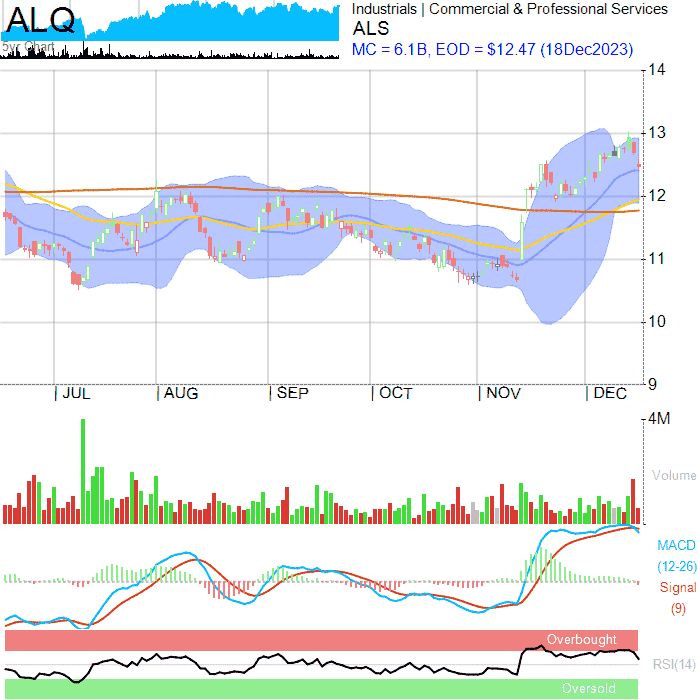 ALQ
5yr Chart
Industrials | Commercial & Professional Services
ALS
MC = 6.1B, EOD = $12.47 (18Dec2023)
14
13
12
11
10
9
JUL AUG SEP OCT NOV DEC
4M
Volume
MACD
(12-26)
Signal
(9)
Overbought
RSI(14)
Oversold